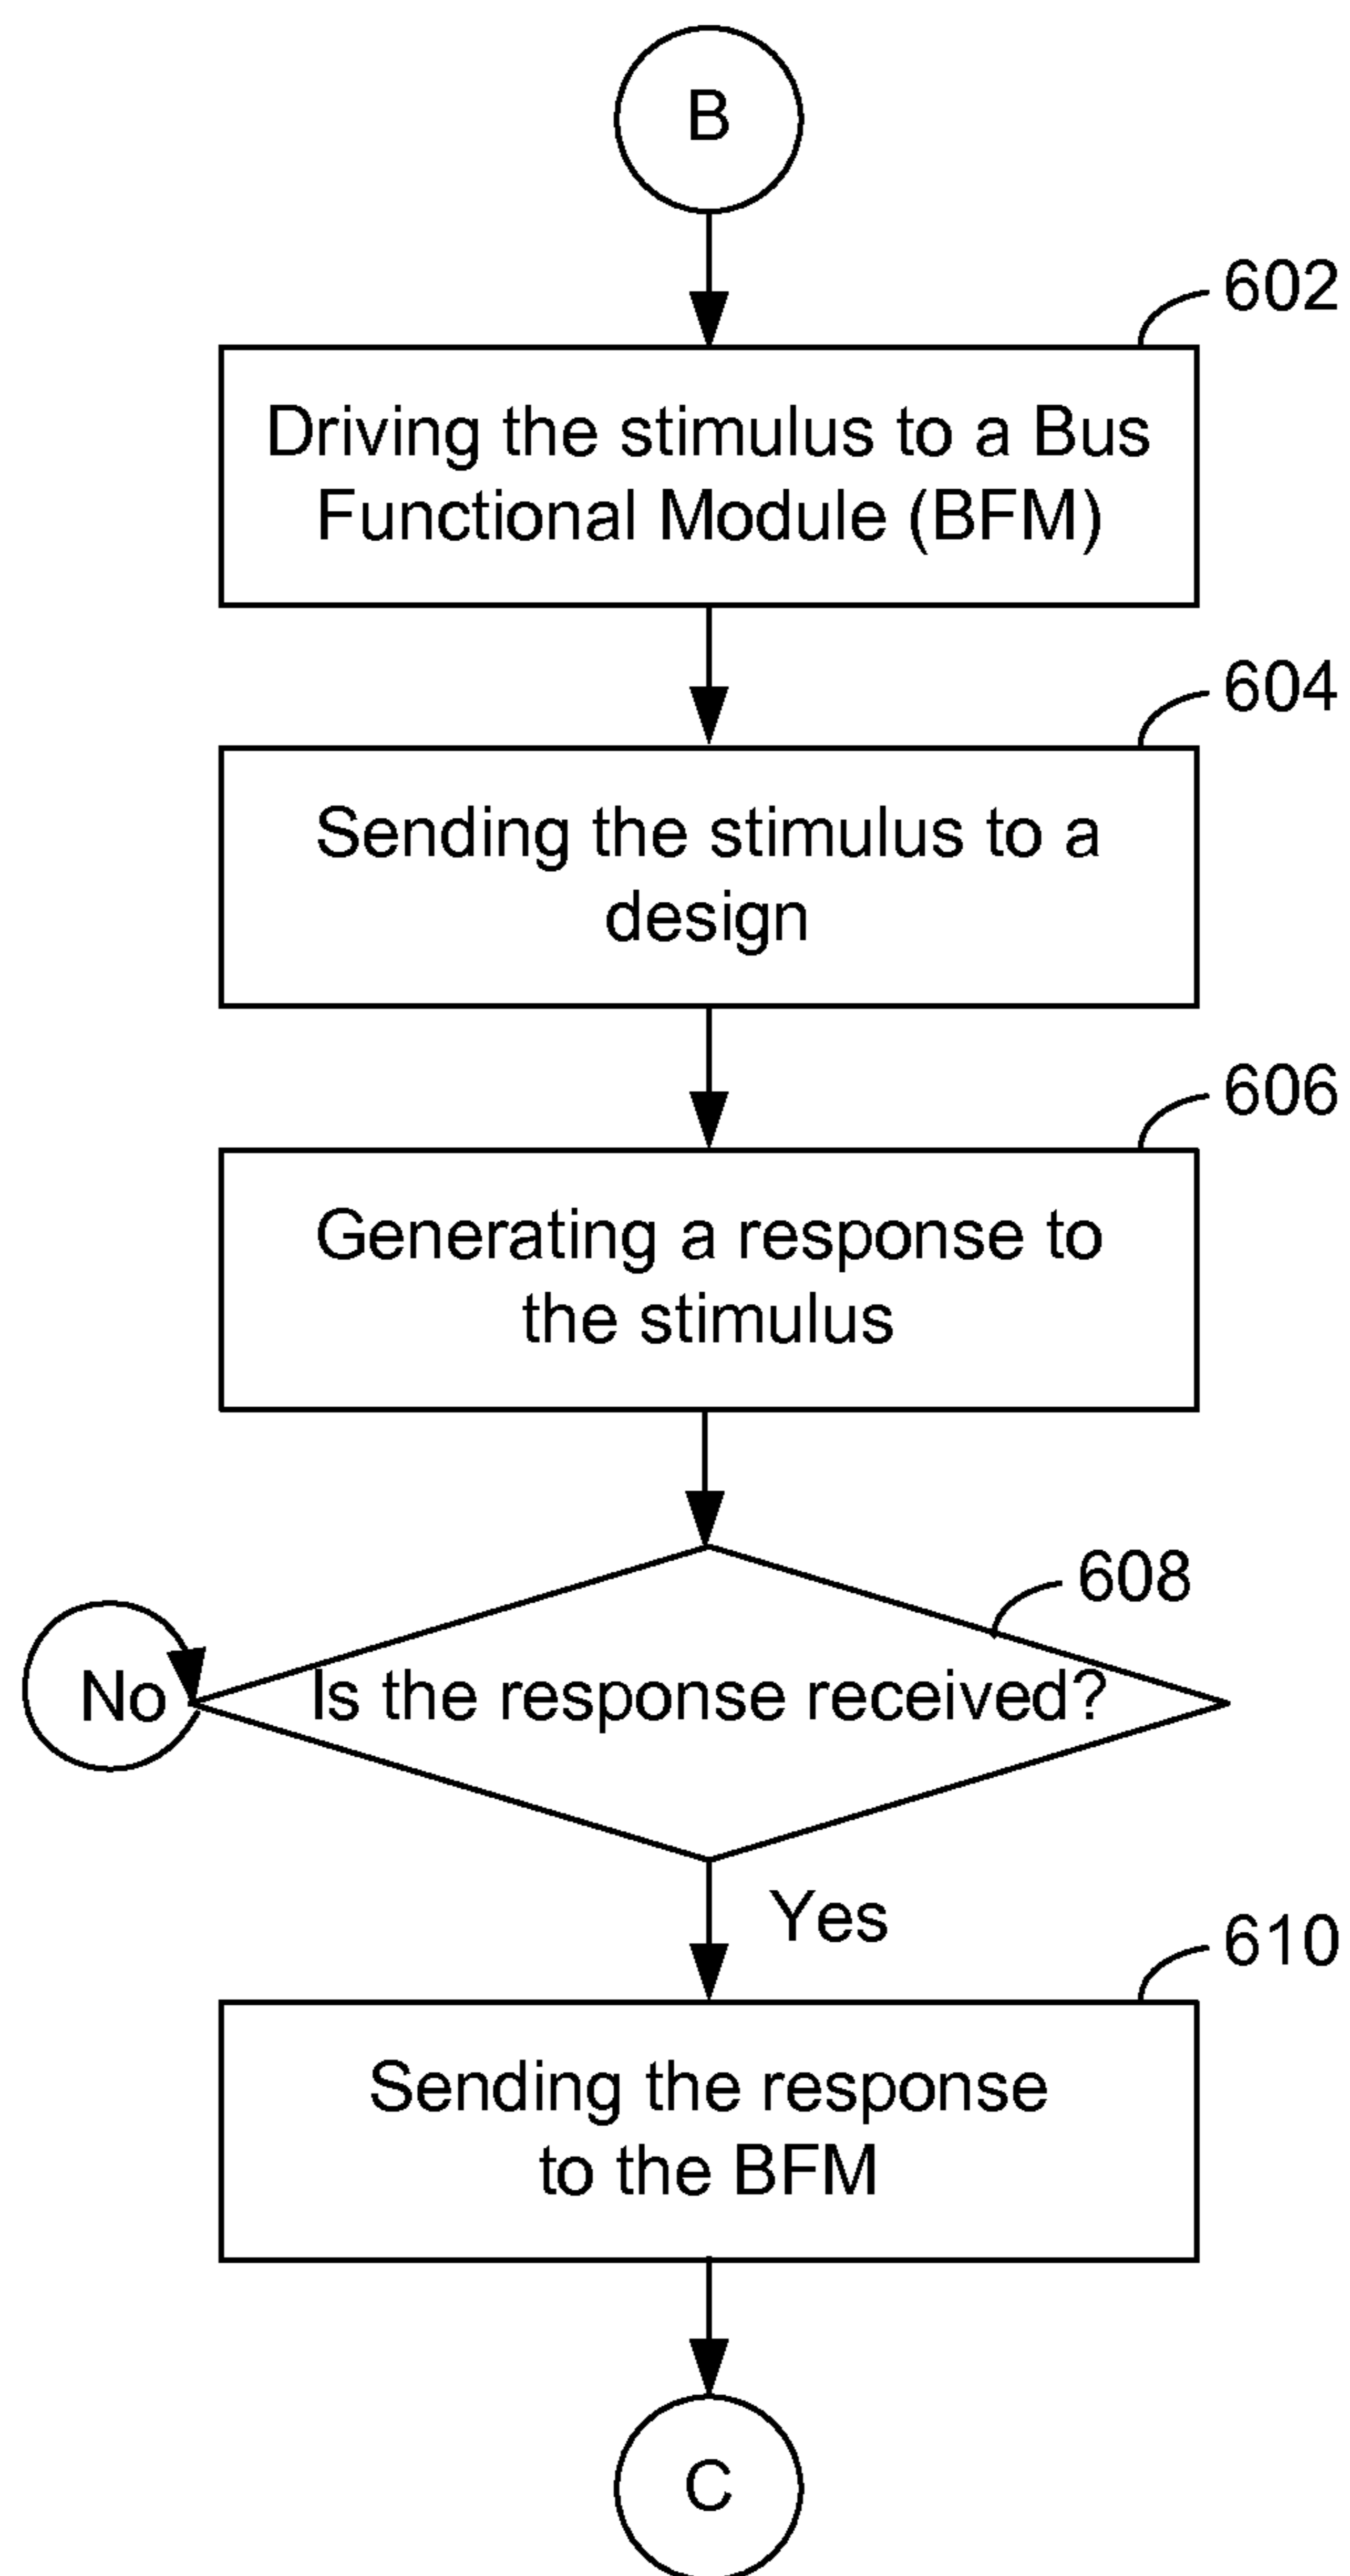 B
602
Driving the stimulus to a Bus
Functional Module (BFM)
604
Sending the stimulus to a
design
606
Generating a response to
the stimulus
608
No
Is the response received?
Yes
610
Sending the response
to the BFM
C